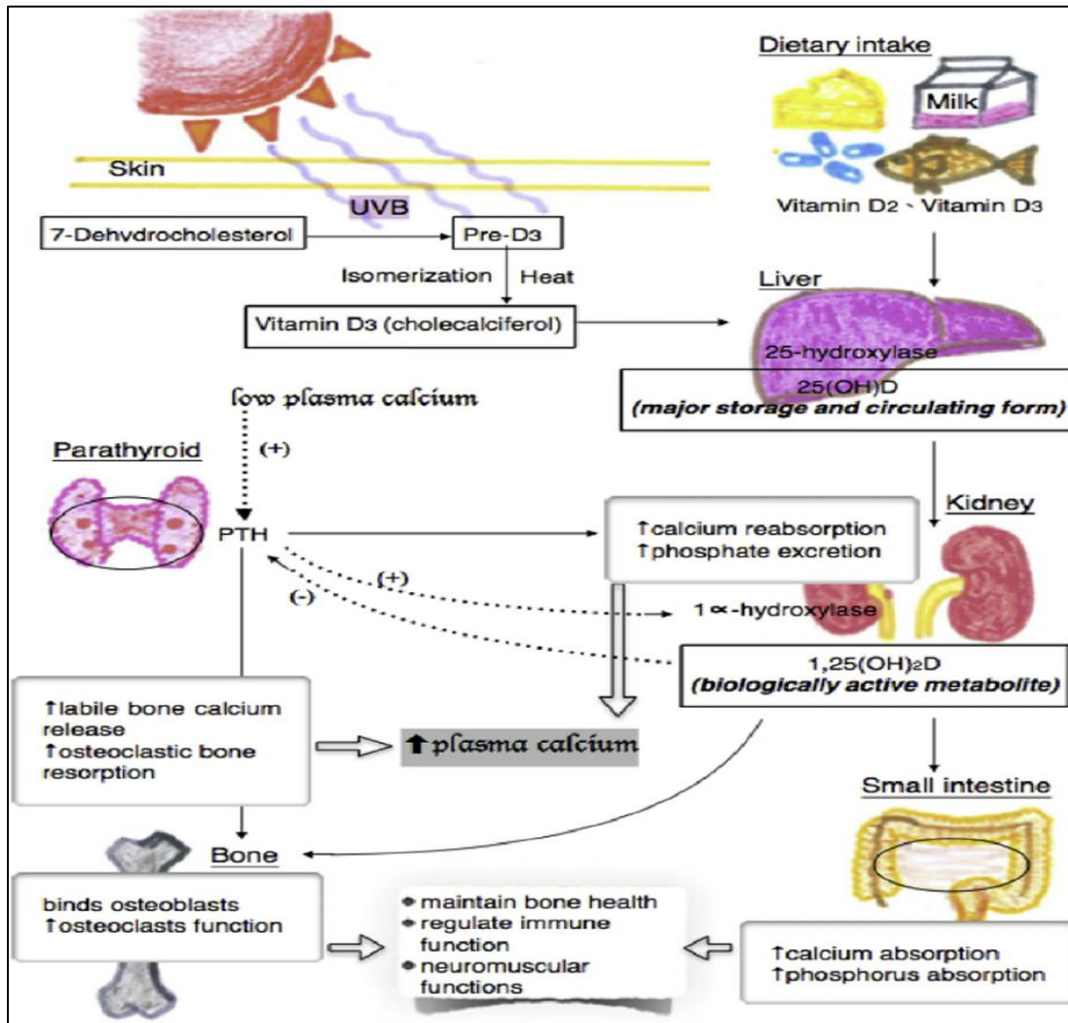 Dietary intake
Milk
Skin
UVB
Vitamin D2、Vitamin D3
7-Dehydrocholesterol
Pre-D3
Isomerization
Heat
Liver
Vitamin D3 (cholecalciferol)
25-hydroxylase
25(OH)D
(major storage and circulating form)
low plasma calcium
(+)
Parathyroid
Kidney
PTH
↑calcium reabsorption
↑phosphate excretion
(+)
(-)
1∝-hydroxylase
1,25(OH)₂D
(biologically active metabolite)
↑labile bone calcium
release
↑osteoclastic bone
resorption
⬆plasma calcium
Small intestine
Bone
binds osteoblasts
↑osteoclasts function
◆ maintain bone health
◆ regulate immune
function
◆ neuromuscular
functions
↑calcium absorption
↑phosphorus absorption